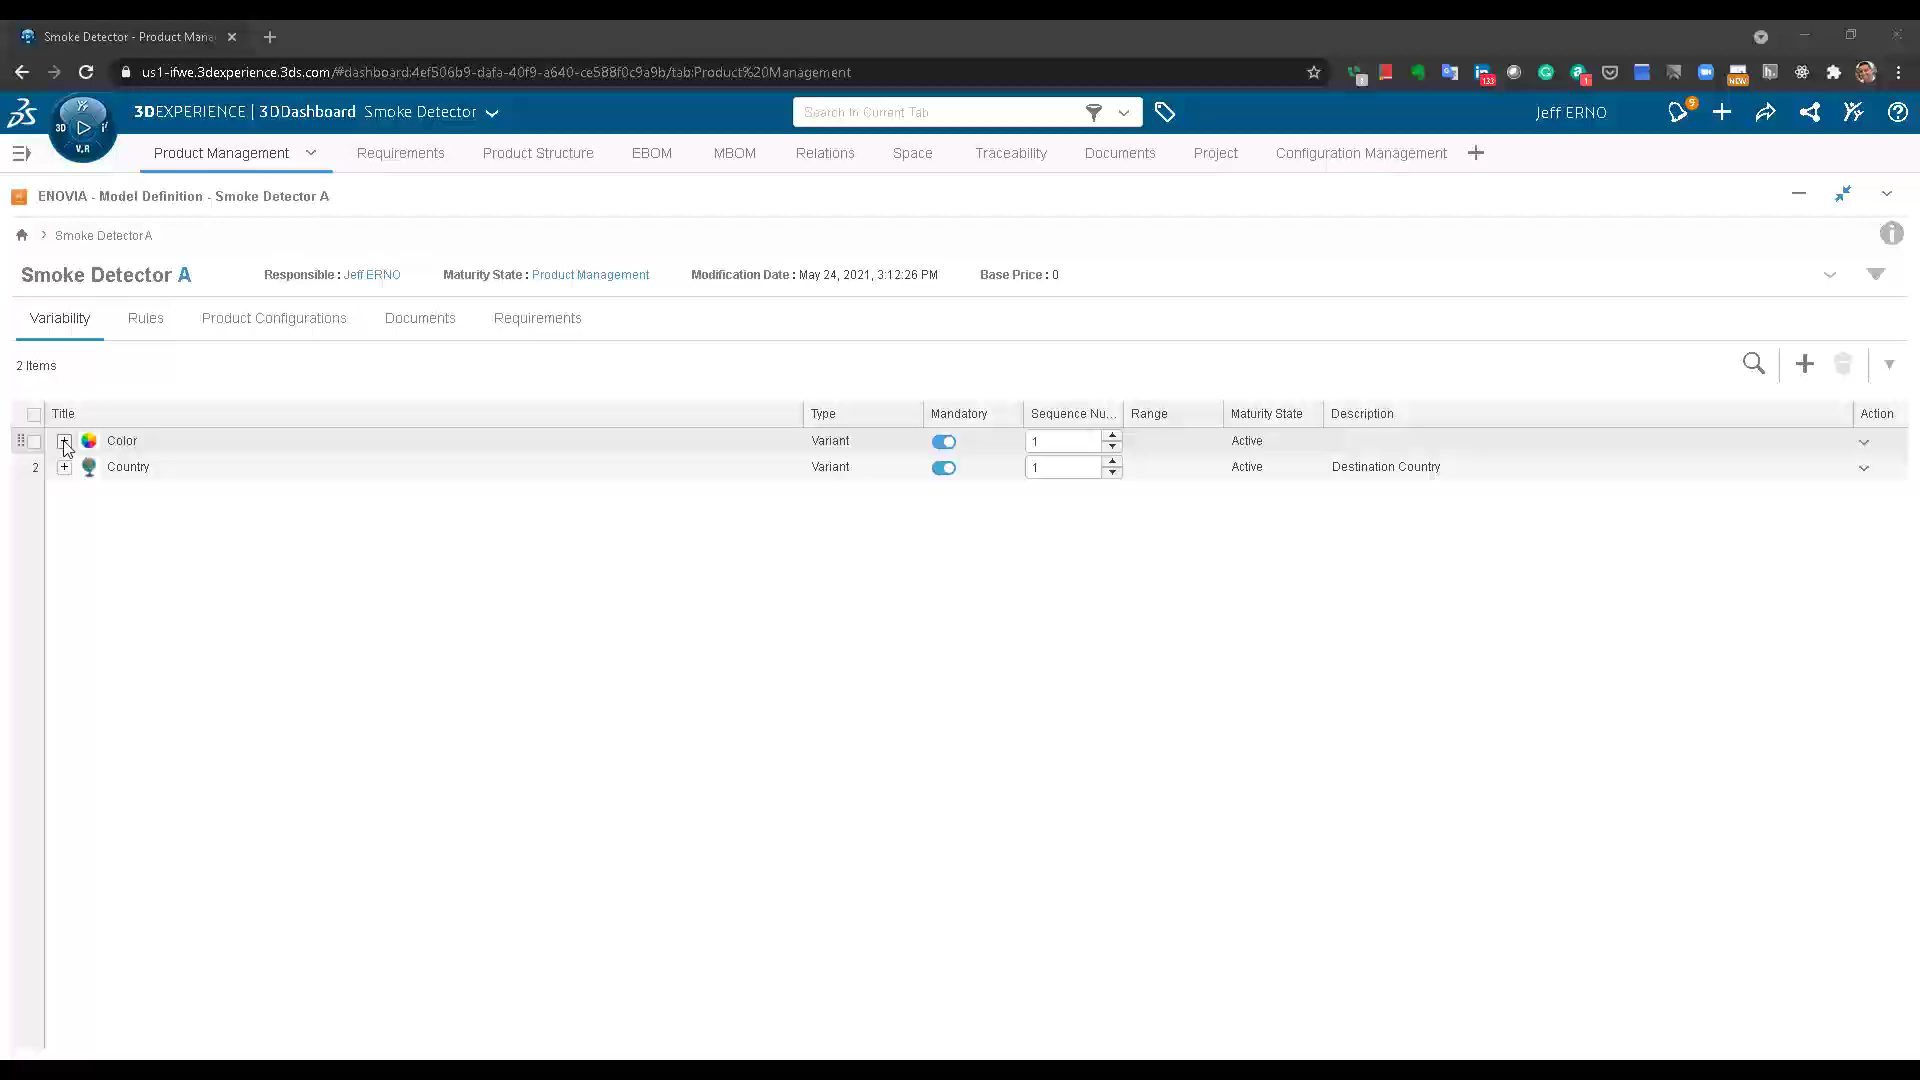 Smoke Detector - Product Mana
us1-ifwe.3dexperience.3ds.com/#dashboard:4ef506b9-dafa-40f9-a640-ce588f0c9a9b/tab:Product%20Management
133
1
NEW
3DEXPERIENCE | 3DDashboard Smoke Detector
3D
V.R
Search In Current Tab
Jeff ERNO
9
Product Management
Requirements
Product Structure
EBOM
MBOM
Relations
Space
Traceability
Documents
Project
Configuration Management
ENOVIA - Model Definition - Smoke Detector A
Smoke Detector A
Smoke Detector A
Responsible : Jeff ERNO
Maturity State : Product Management
Modification Date : May 24, 2021, 3:12:26 PM
Base Price : 0
Variability
Rules
Product Configurations
Documents
Requirements
2 Items
Title
Type
Mandatory
Sequence Nu...
Range
Maturity State
Description
Action
Color
Variant
1
Active
2
Country
Variant
1
Active
Destination Country